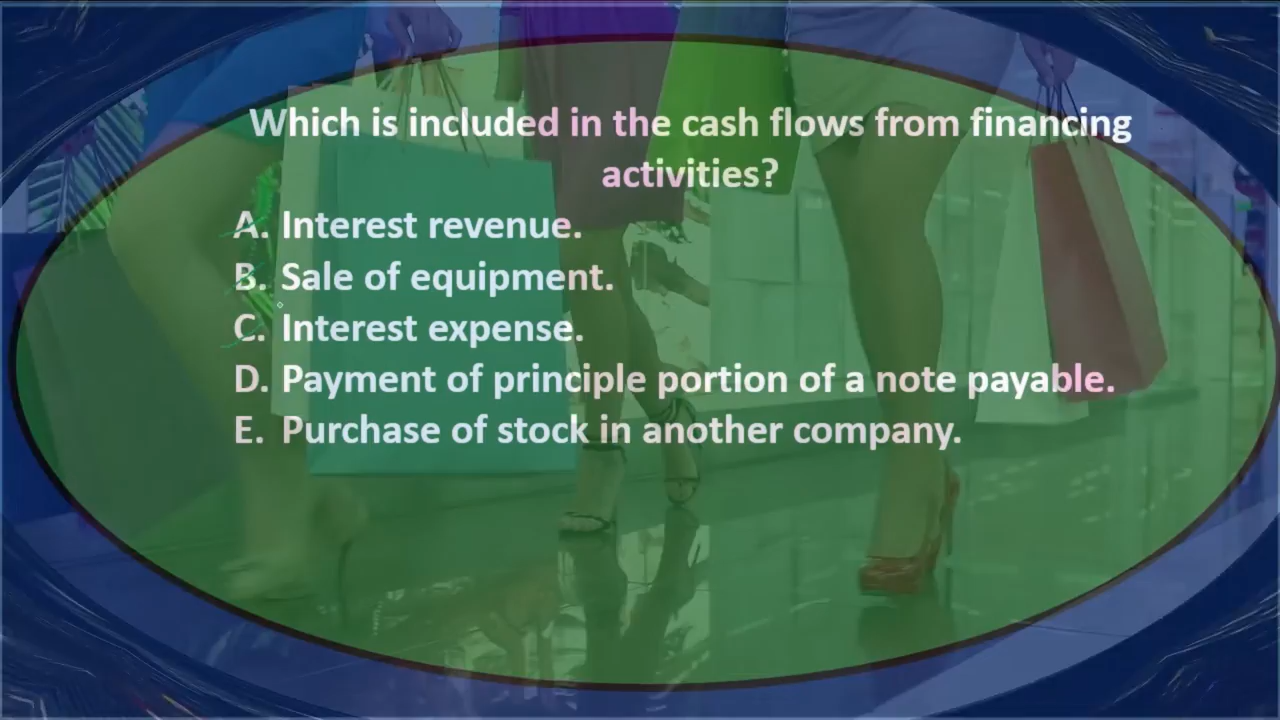 Which is included in the cash flows from financing
activities?
A. Interest revenue.
B. Sale of equipment.
C. Interest expense.
D. Payment of principle portion of a note payable.
E. Purchase of stock in another company.